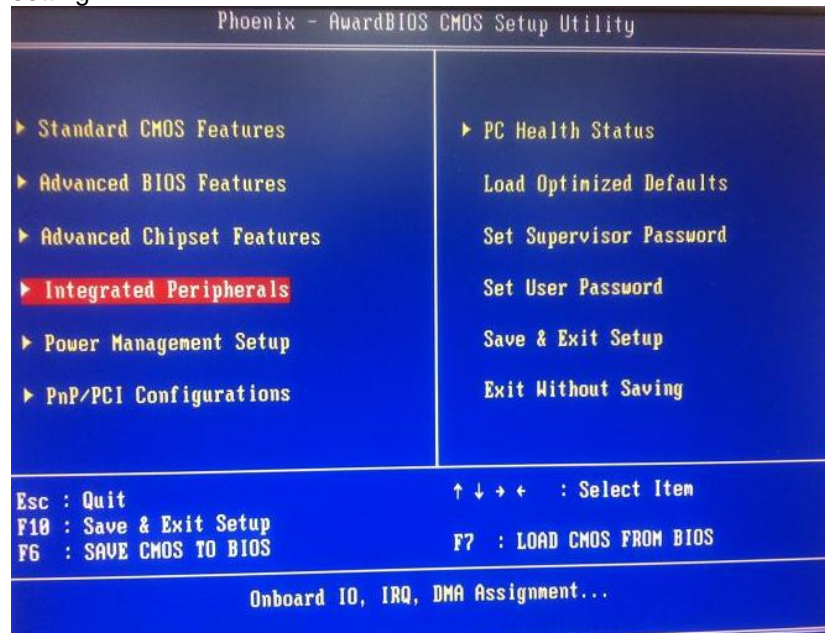 Phoenix - AwardBIOS CMOS Setup Utility
▶ Standard CMOS Features
▶ Advanced BIOS Features
▶ Advanced Chipset Features
▶ Integrated Peripherals
▶ Power Management Setup
▶ PnP/PCI Configurations
▶ PC Health Status
Load Optimized Defaults
Set Supervisor Password
Set User Password
Save & Exit Setup
Exit Without Saving
Esc : Quit
F10 : Save & Exit Setup
F6 : SAVE CMOS TO BIOS
↑ ↓ → ← : Select Item
F7 : LOAD CMOS FROM BIOS
Onboard IO, IRQ, DMA Assignment...